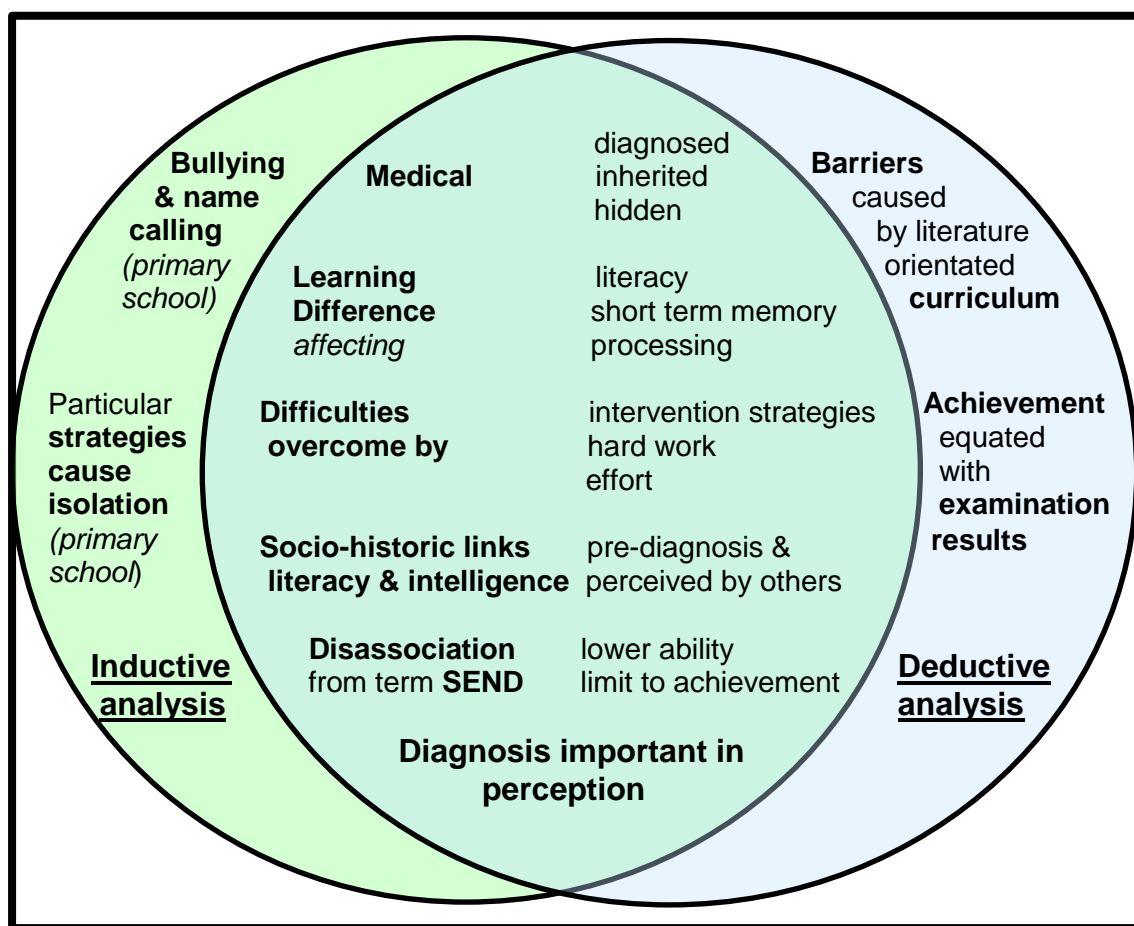 Bullying
& name
calling
(primary
school)
Particular
strategies
cause
isolation
(primary
school)
Inductive
analysis
Medical
diagnosed
inherited
hidden
Learning
Difference
affecting
literacy
short term memory
processing
Difficulties
overcome by
intervention strategies
hard work
effort
Socio-historic links
literacy & intelligence
pre-diagnosis &
perceived by others
Disassociation
from term SEND
lower ability
limit to achievement
Diagnosis important in
perception
Barriers
caused
by literature
orientated
curriculum
Achievement
equated
with
examination
results
Deductive
analysis